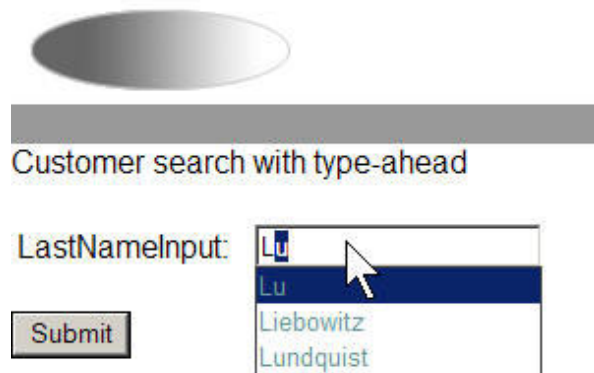 Customer search with type-ahead
LastNameInput: Lu
Lu
Liebowitz
Submit
Lundquist